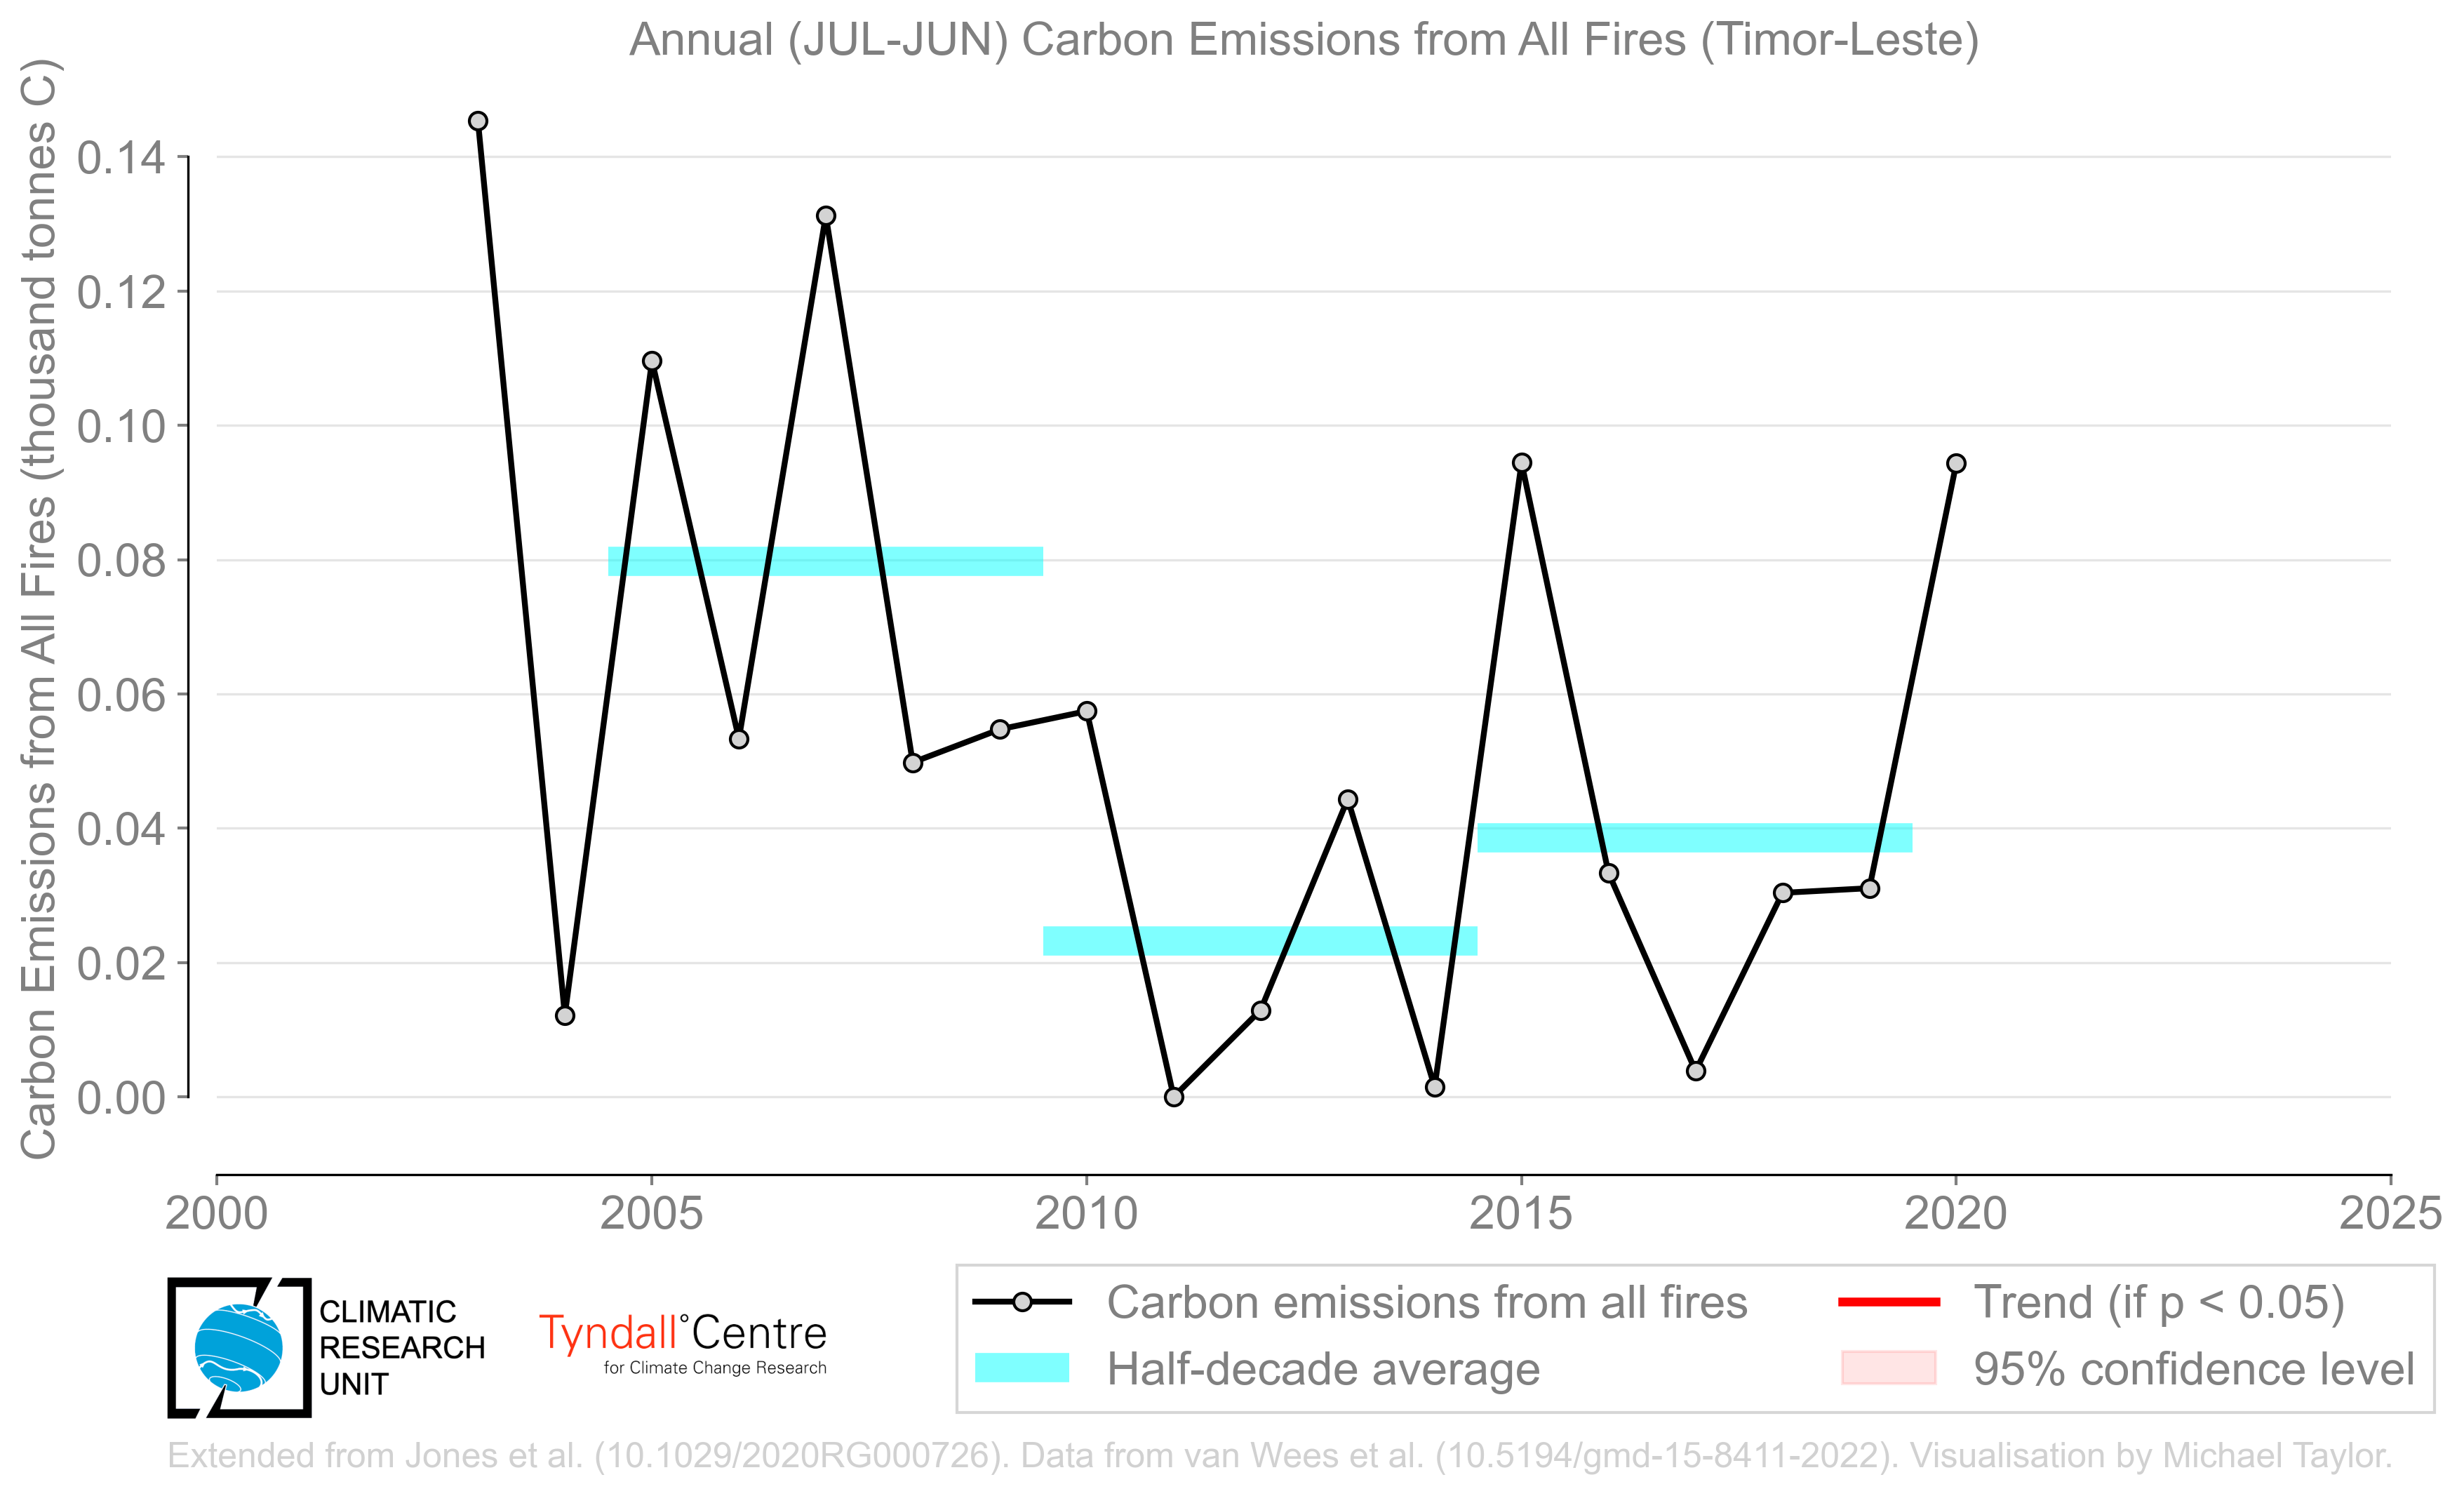 Annual (JUL-JUN) Carbon Emissions from All Fires (Timor-Leste)
Carbon Emissions from All Fires (thousand tonnes C)
0.14
0.12
0.10
0.08
0.06
0.04
0.02
0.00
2000 2005 2010 2015 2020 2025
CLIMATIC
RESEARCH
UNIT
Tyndall°Centre
for Climate Change Research
Carbon emissions from all fires
Half-decade average
Trend (if p < 0.05)
95% confidence level
Extended from Jones et al. (10.1029/2020RG000726). Data from van Wees et al. (10.5194/gmd-15-8411-2022). Visualisation by Michael Taylor.